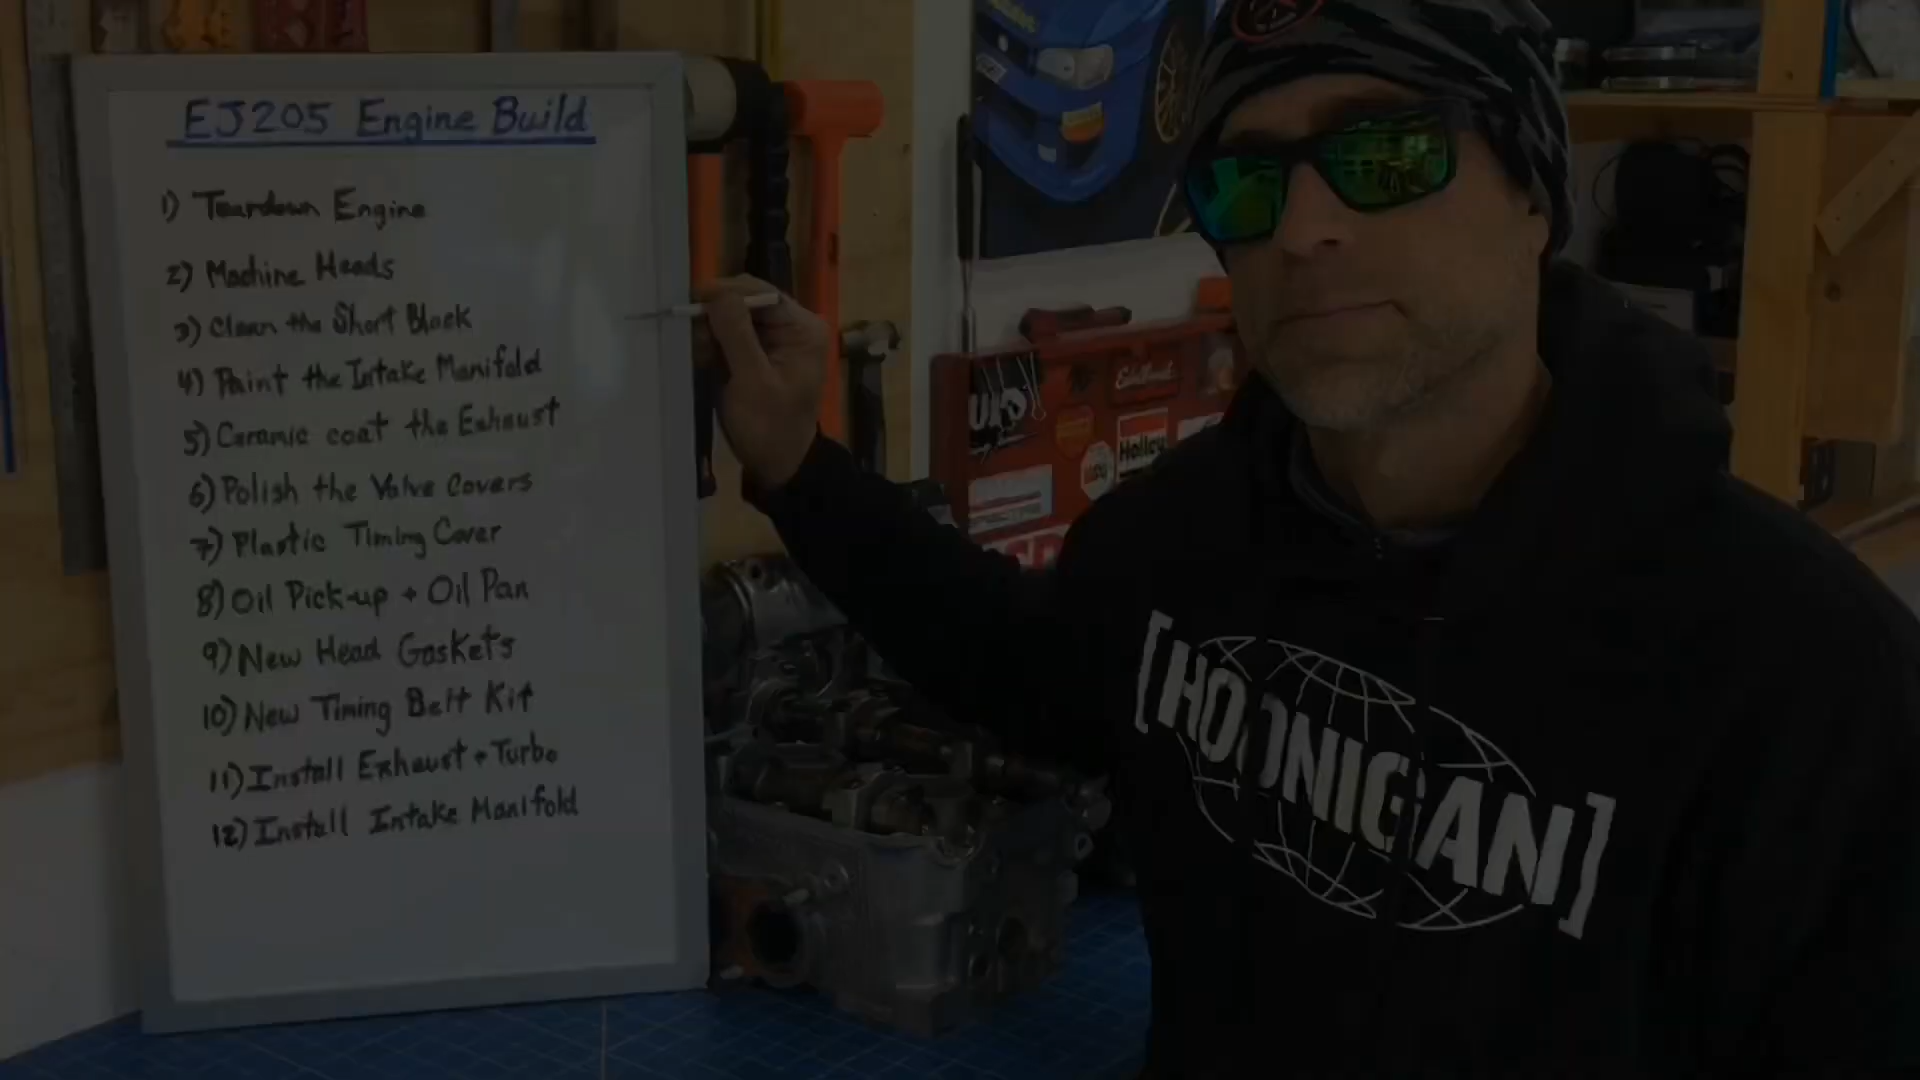 EJ205 Engine Build
1) Teardown Engine
2) Machine Heads
3) Clean the Short Block
4) Paint the Intake Manifold
5) Ceramic coat the Exhaust
6) Polish the Valve Covers
7) Plastic Timing Cover
8) Oil Pick-up + Oil Pan
9) New Head Gaskets
10) New Timing Belt Kit
11) Install Exhaust + Turbo
12) Install Intake Manifold
Edelbrock
Holley
[HOONIGAN]